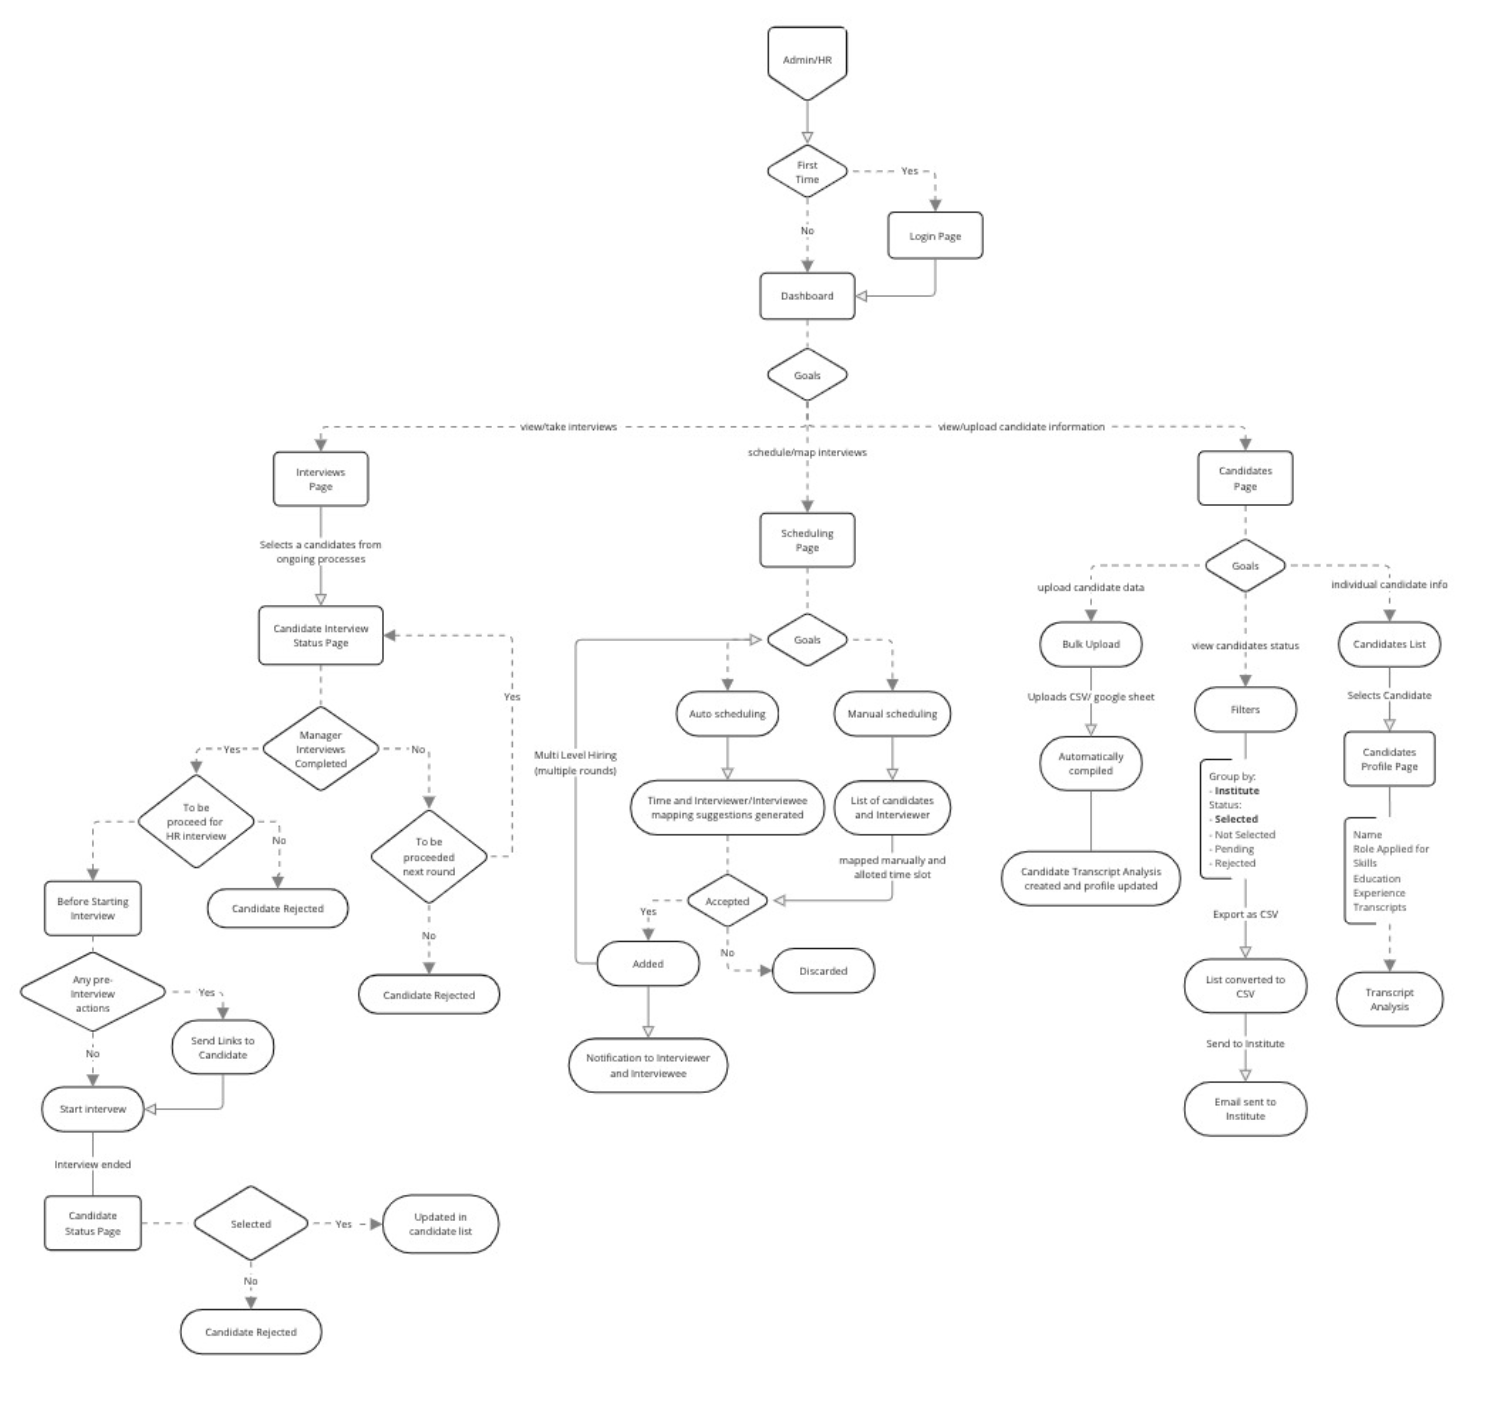 Admin/HR
First
Time
Yes
No
Login Page
Dashboard
Goals
view/take interviews
view/upload candidate information
schedule/map interviews
Interviews
Page
Selects a candidates from
ongoing processes
Candidate Interview
Status Page
Yes
Manager
Interviews
Completed
Yes
No
To be
proceed for
HR interview
No
To be
proceeded
next round
No
Candidate Rejected
Before Starting
Interview
Candidate Rejected
Any pre-
Interview
actions
Yes
No
Send Links to
Candidate
Start intervew
Interview ended
Candidate
Status Page
Selected
Yes
Updated in
candidate list
No
Candidate Rejected
Scheduling
Page
Goals
Auto scheduling
Manual scheduling
Multi Level Hiring
(multiple rounds)
Time and Interviewer/Interviewee
mapping suggestions generated
List of candidates
and Interviewer
mapped manually and
alloted time slot
Accepted
Yes
No
Added
Discarded
Notification to Interviewer
and Interviewee
Candidates
Page
Goals
upload candidate data
individual candidate info
view candidates status
Bulk Upload
Uploads CSV/ google sheet
Automatically
compiled
Candidate Transcript Analysis
created and profile updated
Filters
Group by:
- Institute
Status:
- Selected
- Not Selected
- Pending
- Rejected
Export as CSV
List converted to
CSV
Send to Institute
Email sent to
Institute
Candidates List
Selects Candidate
Candidates
Profile Page
Name
Role Applied for
Skills
Education
Experience
Transcripts
Transcript
Analysis